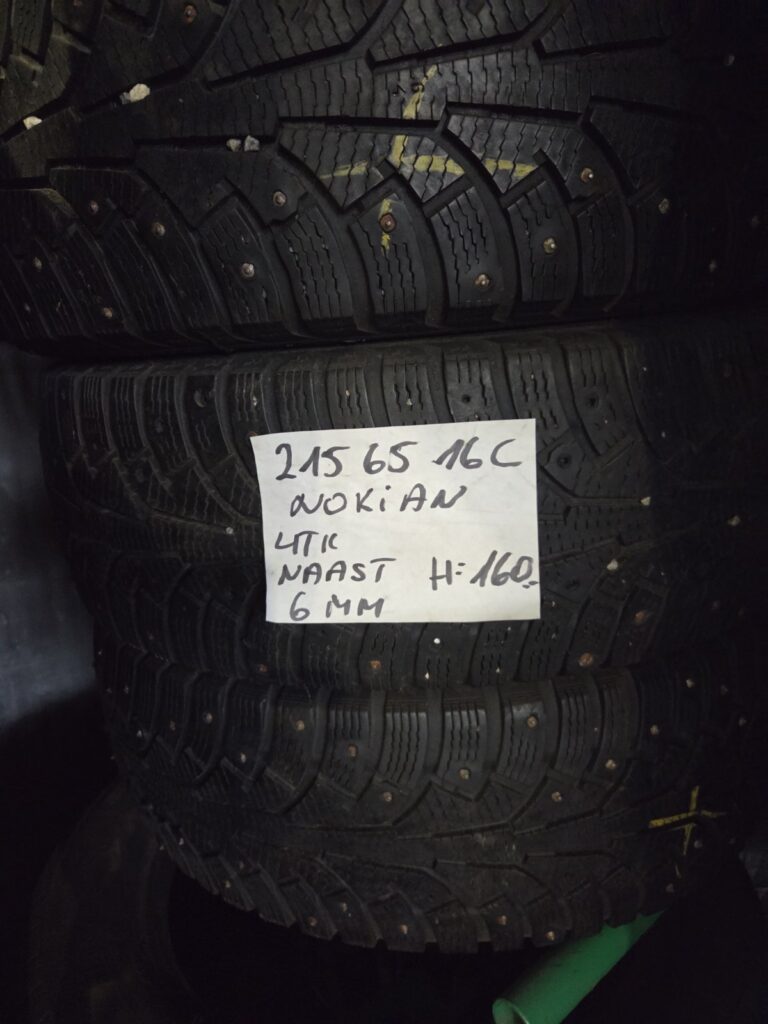 215 65 16C
NOKiAN
4TK
NAAST H=160.
6 MM